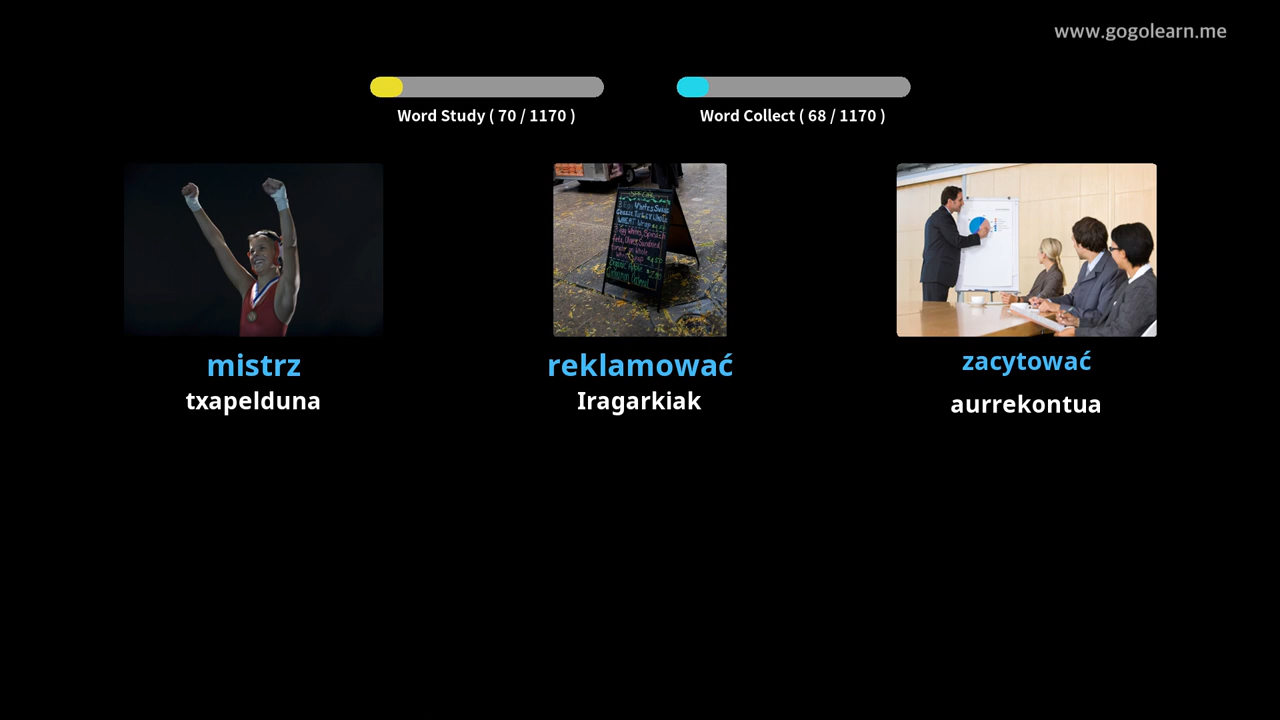 www.gogolearn.me
Word Study ( 70 / 1170 )
Word Collect ( 68 / 1170 )
mistrz
txapelduna
reklamować
Iragarkiak
zacytować
aurrekontua